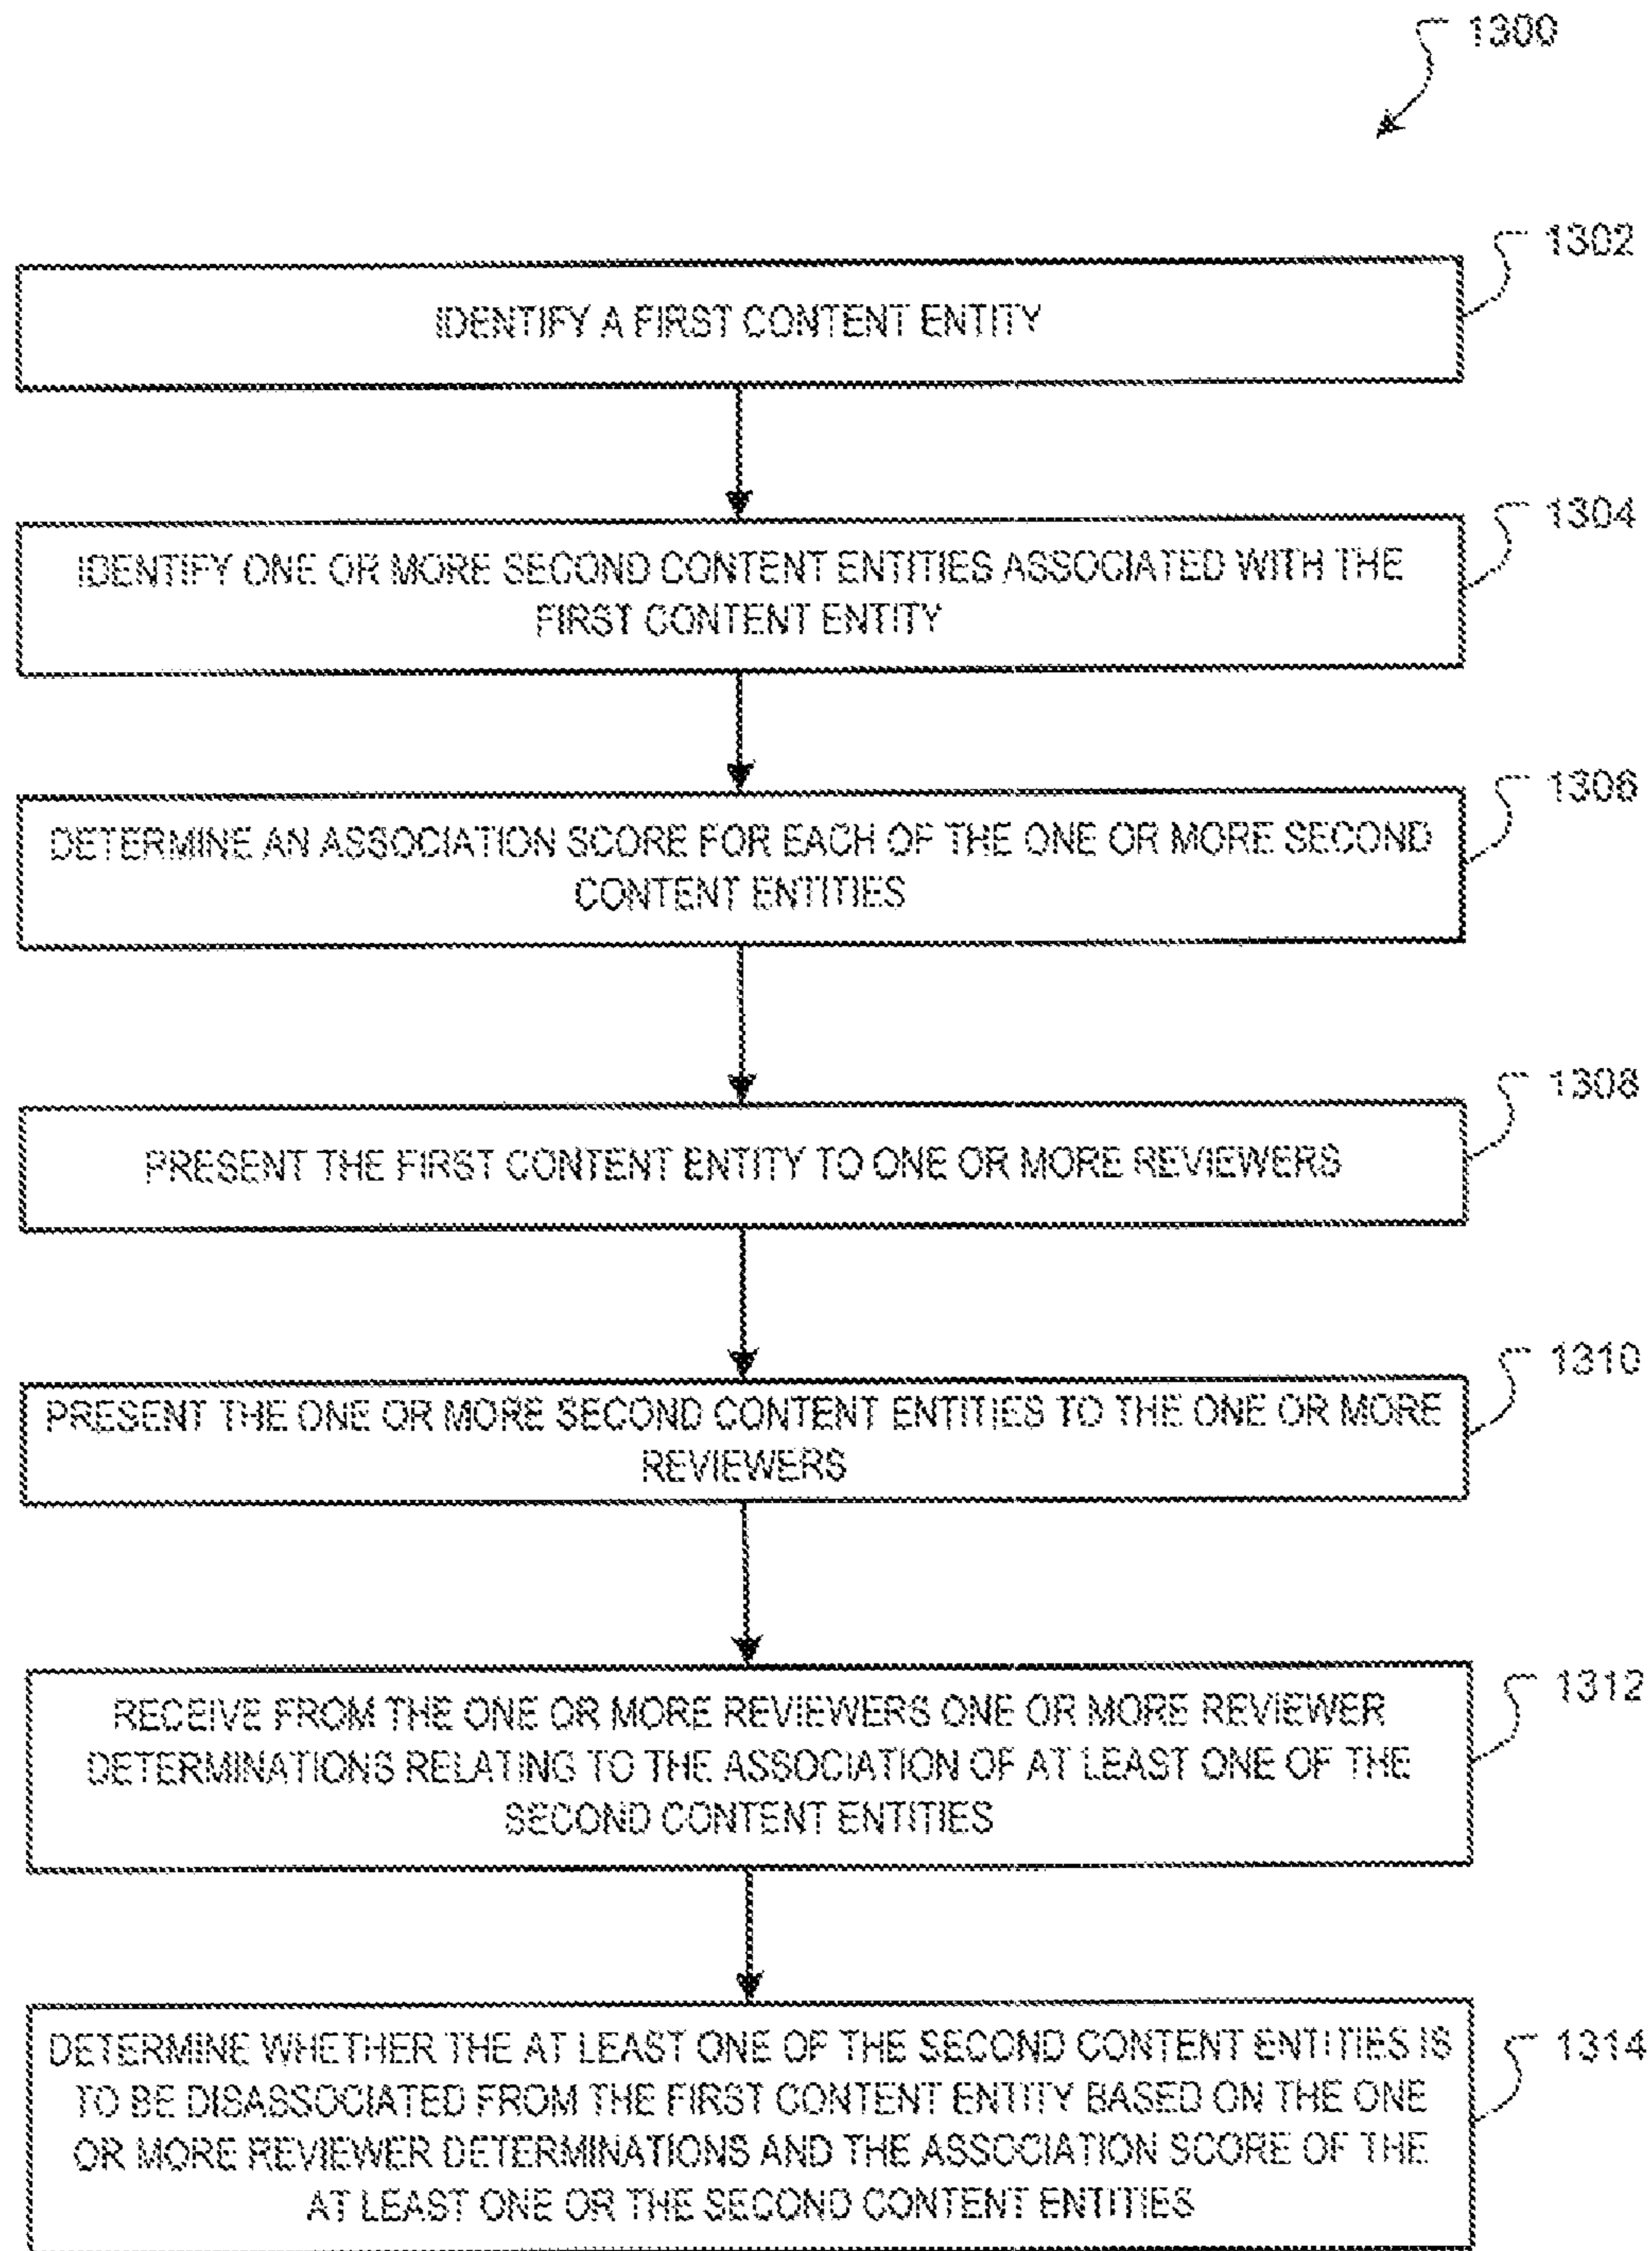 1300
1302
IDENTIFY A FIRST CONTENT ENTITY
1304
IDENTIFY ONE OR MORE SECOND CONTENT ENTITIES ASSOCIATED WITH THE
FIRST CONTENT ENTITY
1306
DETERMINE AN ASSOCIATION SCORE FOR EACH OF THE ONE OR MORE SECOND
CONTENT ENTITIES
1308
PRESENT THE FIRST CONTENT ENTITY TO ONE OR MORE REVIEWERS
1310
PRESENT THE ONE OR MORE SECOND CONTENT ENTITIES TO THE ONE OR MORE
REVIEWERS
1312
RECEIVE FROM THE ONE OR MORE REVIEWERS ONE OR MORE REVIEWER
DETERMINATIONS RELATING TO THE ASSOCIATION OF AT LEAST ONE OF THE
SECOND CONTENT ENTITIES
1314
DETERMINE WHETHER THE AT LEAST ONE OF THE SECOND CONTENT ENTITIES IS
TO BE DISASSOCIATED FROM THE FIRST CONTENT ENTITY BASED ON THE ONE
OR MORE REVIEWER DETERMINATIONS AND THE ASSOCIATION SCORE OF THE
AT LEAST ONE OR THE SECOND CONTENT ENTITIES